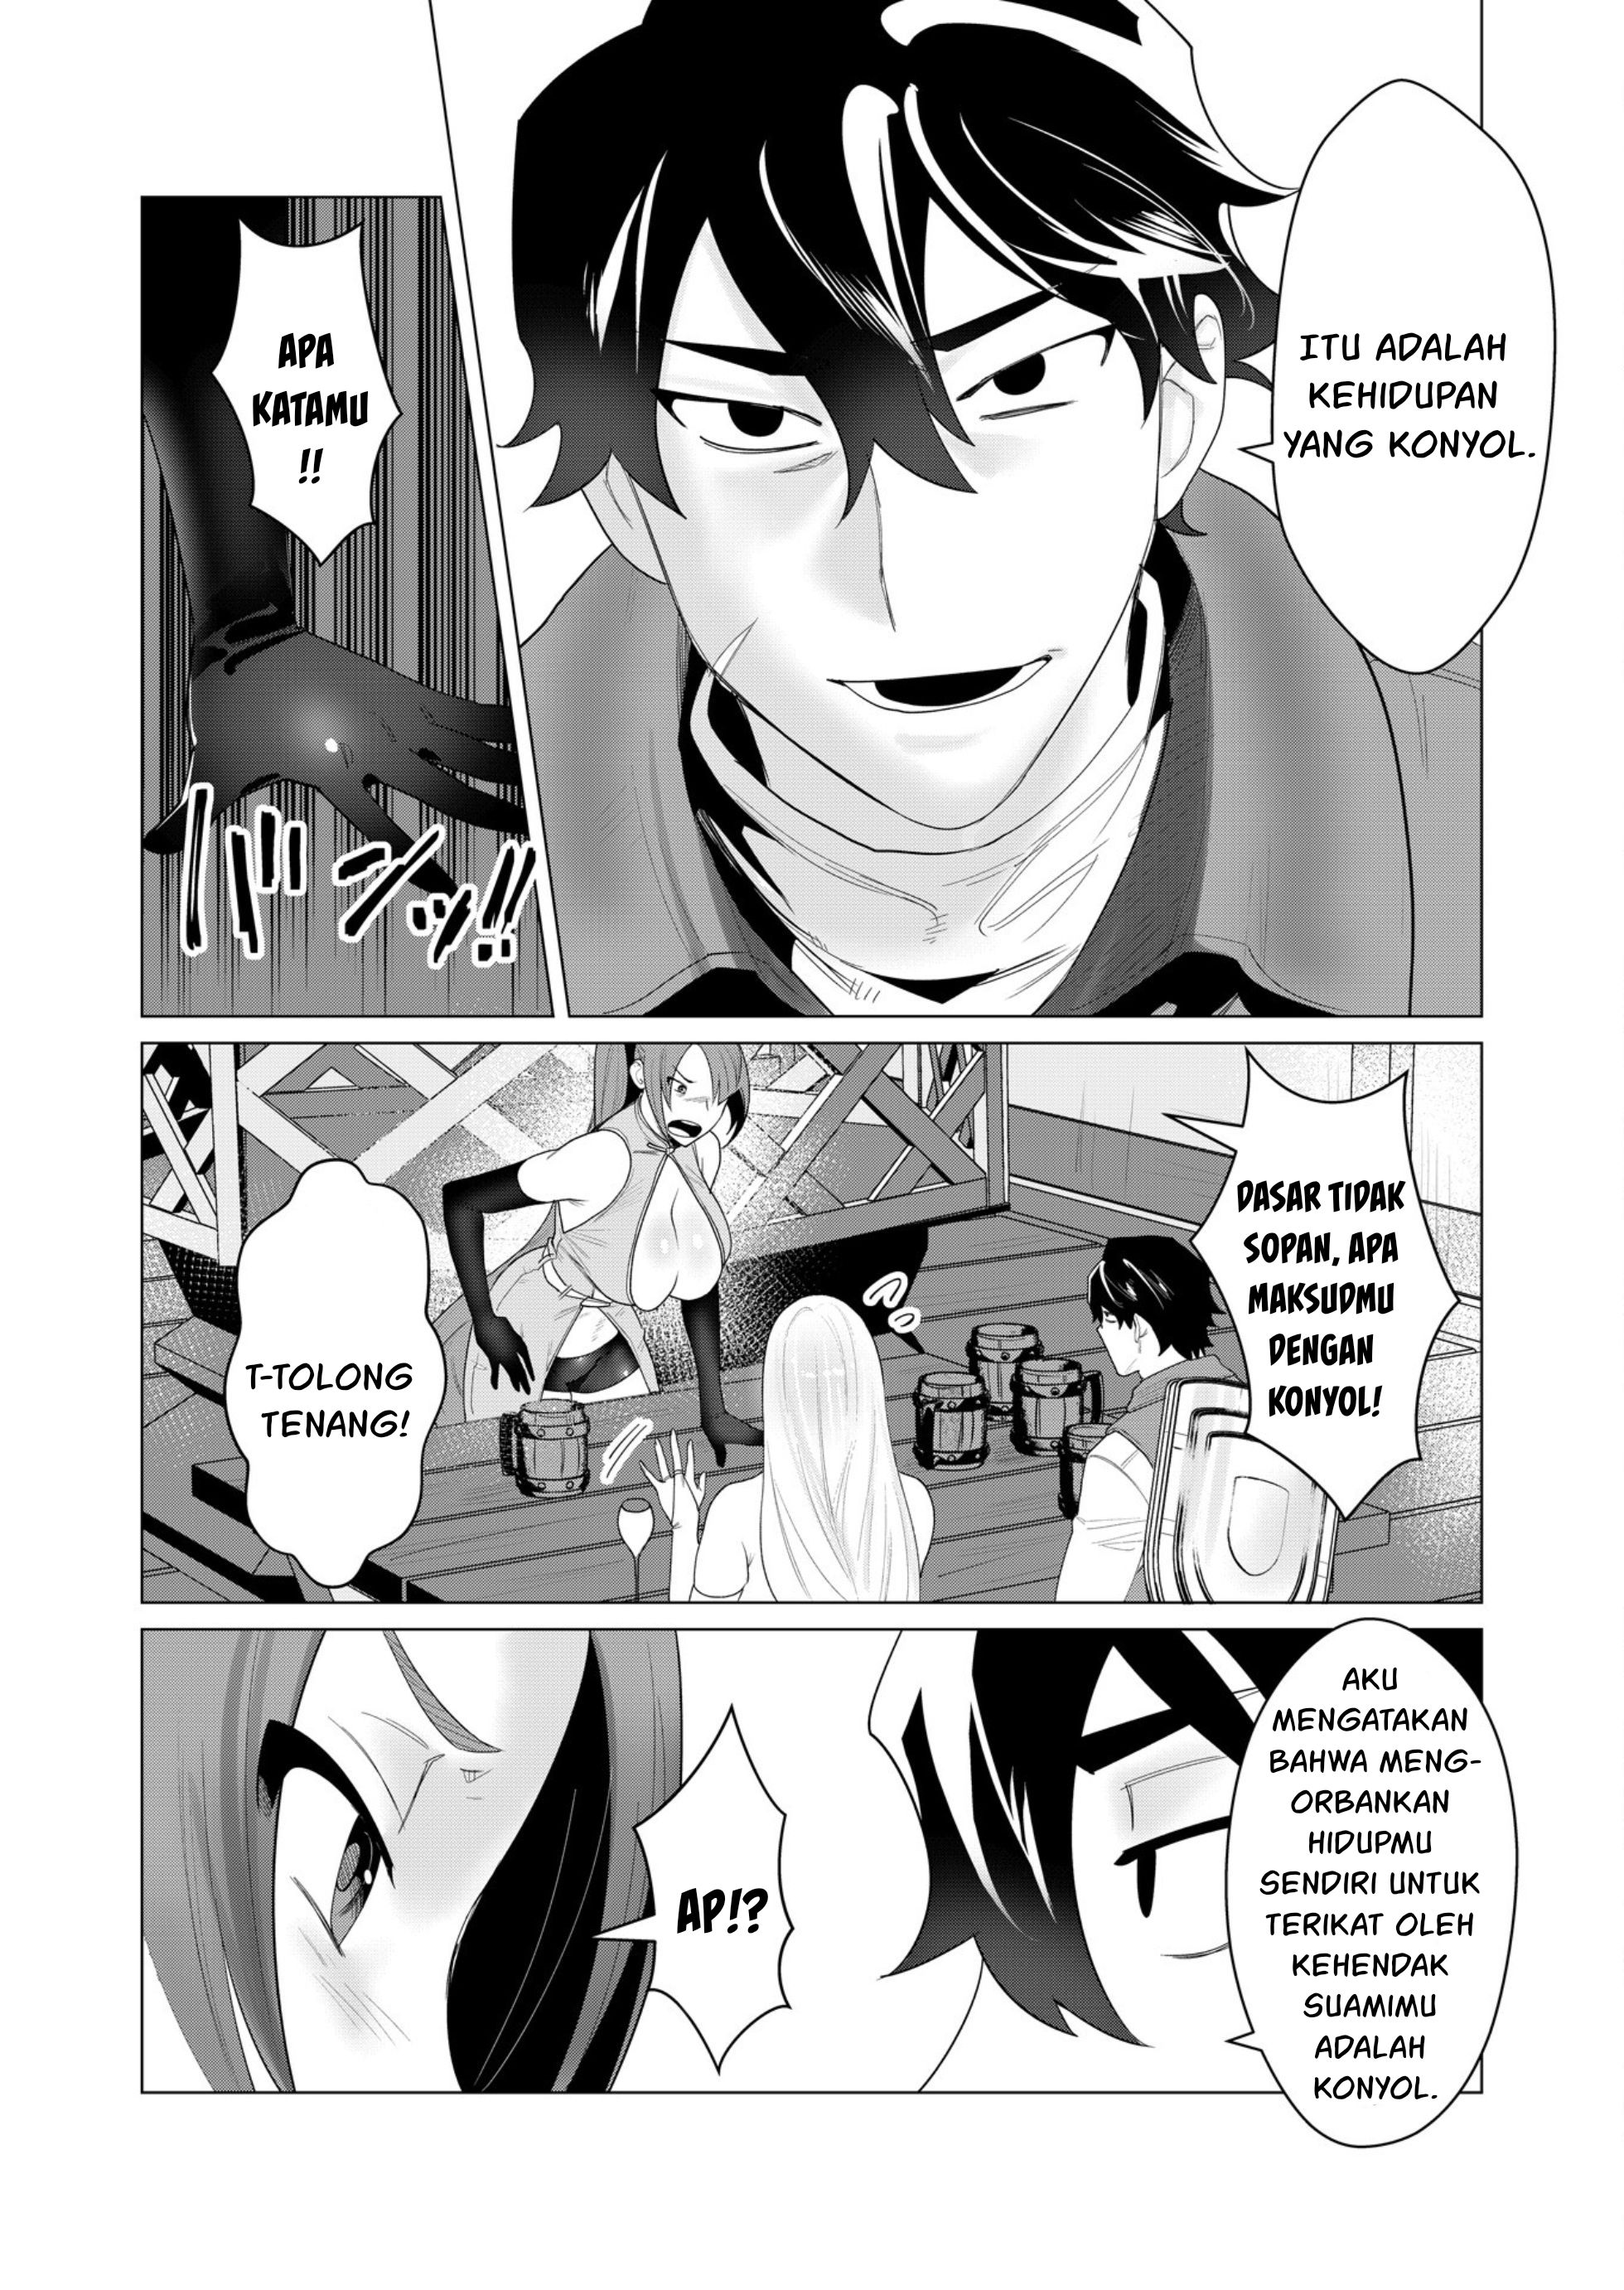 ITU ADALAH
KEHIDUPAN
YANG KONYOL.
APA
KATAMU
!!
バンッ!!
DASAR TIDAK
SOPAN, APA
MAKSUDMU
DENGAN
KONYOL!
T-TOLONG
TENANG!
AKU
MENGATAKAN
BAHWA MENG-
ORBANKAN
HIDUPMU
SENDIRI UNTUK
TERIKAT OLEH
KEHENDAK
SUAMIMU
ADALAH
KONYOL.
AP!?